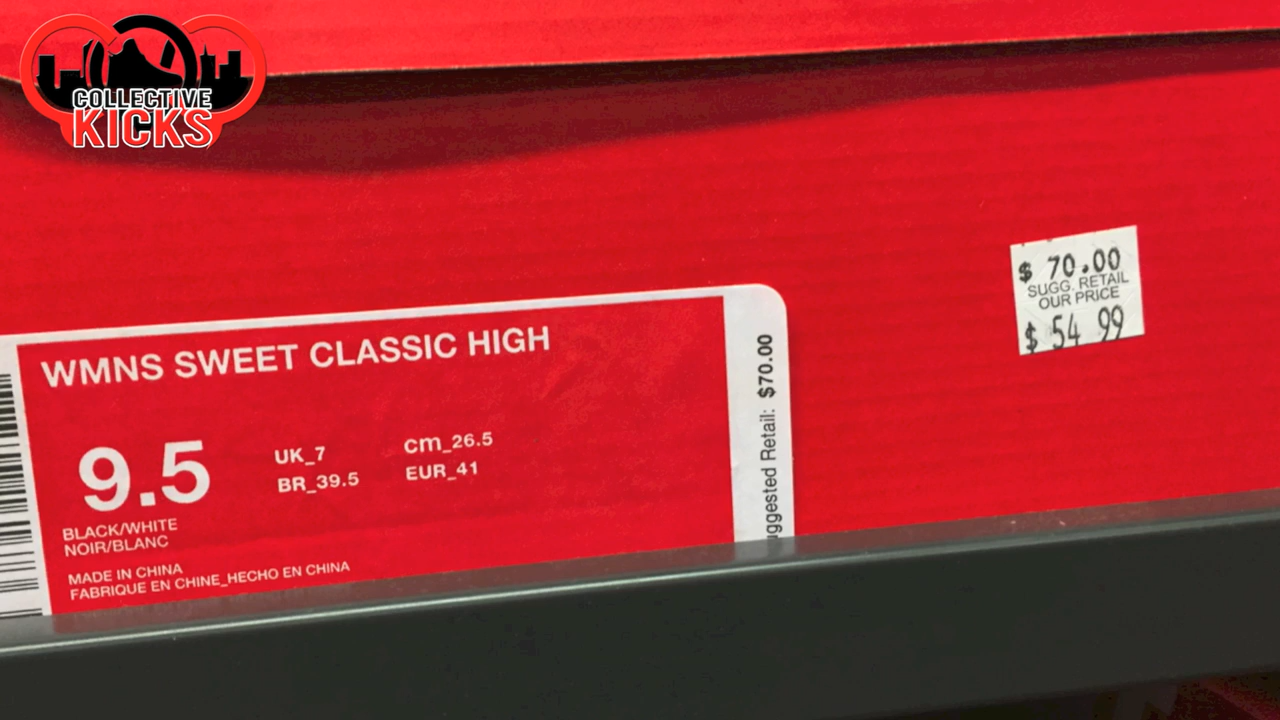 COLLECTIVE
KICKS
$ 70.00
SUGG. RETAIL
OUR PRICE
$ 54 99
WMNS SWEET CLASSIC HIGH
9.5
UK_7
cm_26.5
BR_39.5
EUR_41
BLACK/WHITE
NOIR/BLANC
MADE IN CHINA
FABRIQUE EN CHINE_HECHO EN CHINA
uggested Retail: $70.00